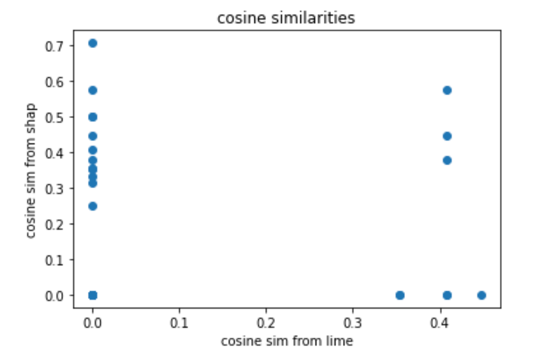 cosine similarities
cosine sim from shap
0.7
0.6
0.5
0.4
0.3
0.2
0.1
0.0
0.0 0.1 0.2 0.3 0.4
cosine sim from lime